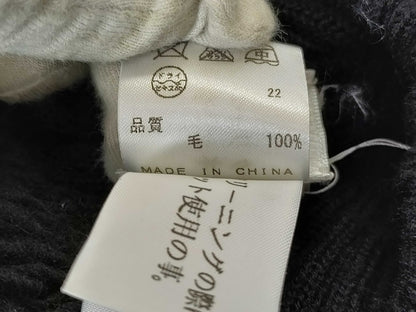 ドライ
セキユ系
22
品質
毛 100%
MADE IN CHINA
リーニングの際
ット使用の事。